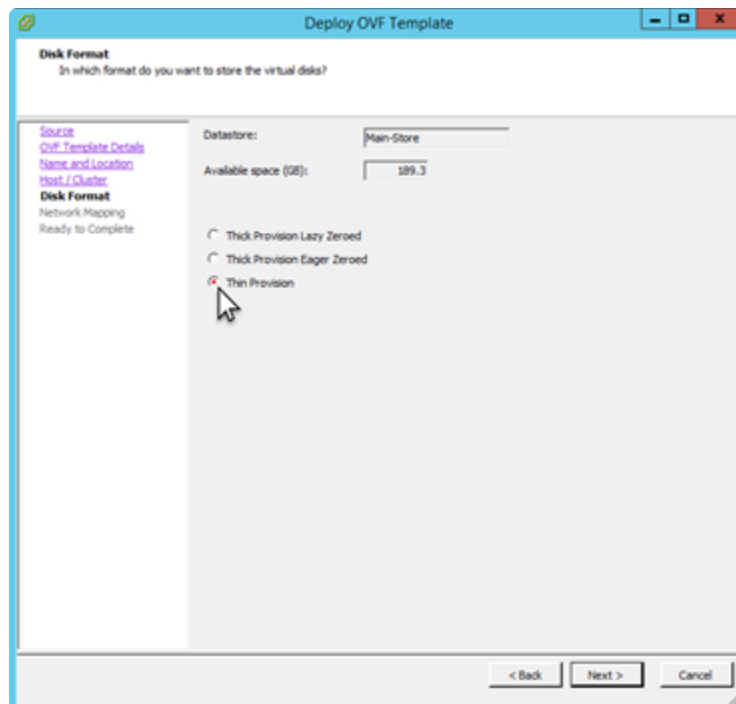 Deploy OVF Template
Disk Format
In which format do you want to store the virtual disks?
Source
OVF Template Details
Name and Location
Host / Cluster
Disk Format
Network Mapping
Ready to Complete
Datastore: Main-Store
Available space (GB): 189.3
Thick Provision Lazy Zeroed
Thick Provision Eager Zeroed
Thin Provision
< Back Next > Cancel